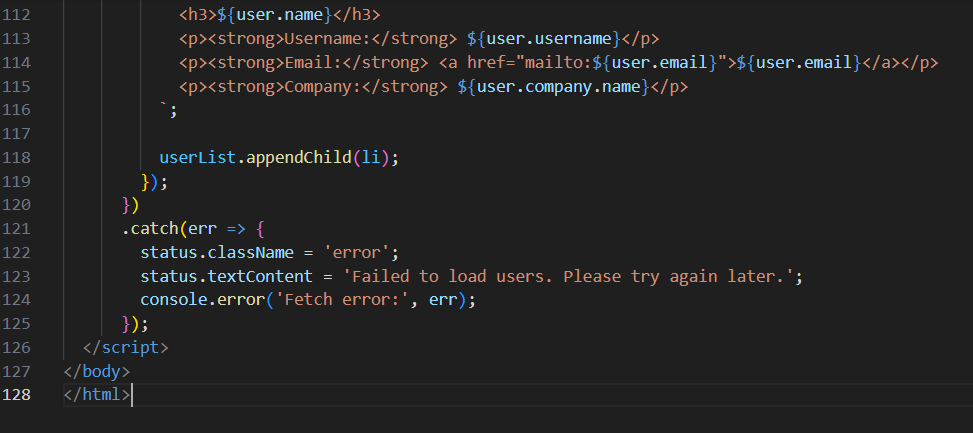 112 <h3>${user.name}</h3>
113 <p><strong>Username:</strong> ${user.username}</p>
114 <p><strong>Email:</strong> <a href="mailto:${user.email}">${user.email}</a></p>
115 <p><strong>Company:</strong> ${user.company.name}</p>
116 `;
117
118 userList.appendChild(li);
119 });
120 })
121 .catch(err => {
122 status.className = 'error';
123 status.textContent = 'Failed to load users. Please try again later.';
124 console.error('Fetch error:', err);
125 });
126 </script>
127 </body>
128 </html>